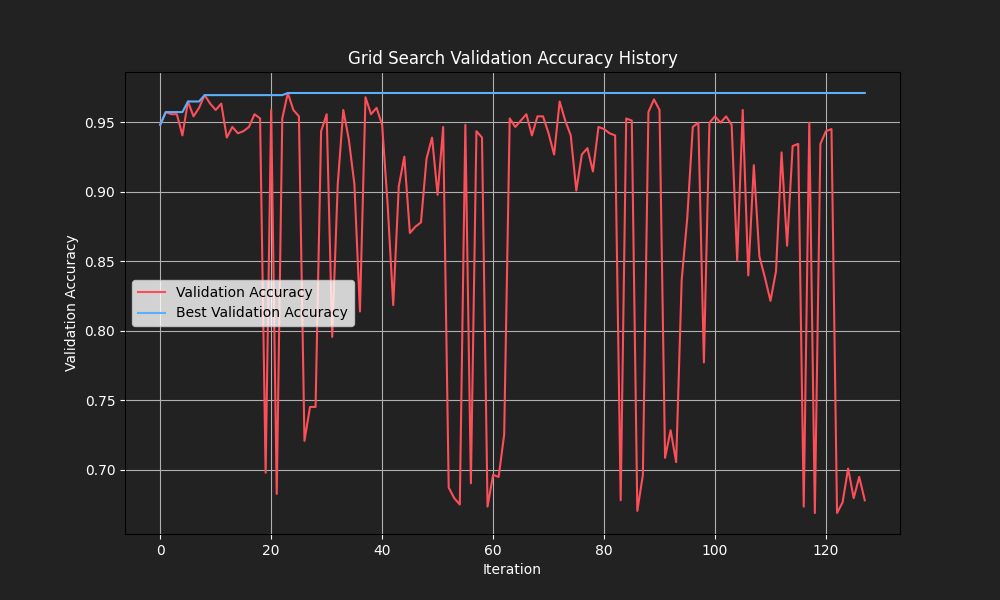 Grid Search Validation Accuracy History
0.95
0.90
0.85
0.80
0.75
0.70
Validation Accuracy
Validation Accuracy
Best Validation Accuracy
0 20 40 60 80 100 120
Iteration